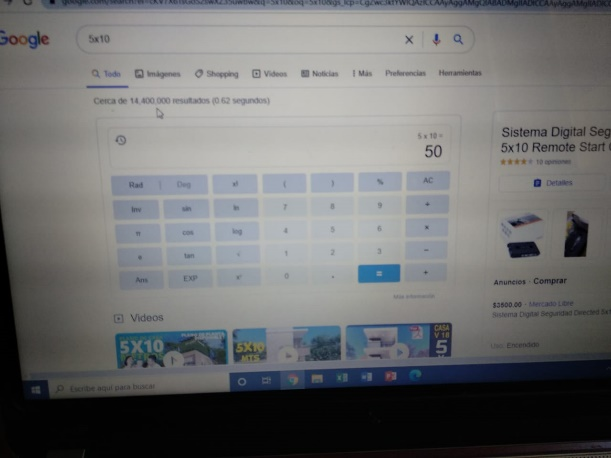 Google
5x10
Todo Imágenes Shopping Videos Noticias Más Preferencias Herramientas
Cerca de 14,400,000 resultados (0.62 segundos)
5 x 10 =
50
Rad Deg x! ( ) % AC
Inv sin ln 7 8 9 ÷
π cos log 4 5 6 ×
e tan √ 1 2 3 −
Ans EXP xʸ 0 . = +
Más información
Videos
5X10
5X10
MTS
CASA
V 18
5
Sistema Digital Seg
5x10 Remote Start
10 opiniones
Detalles
Anuncios · Comprar
$3600.00 · Mercado Libre
Sistema Digital Seguridad Directed 5x1
Encendido
Escribe aquí para buscar